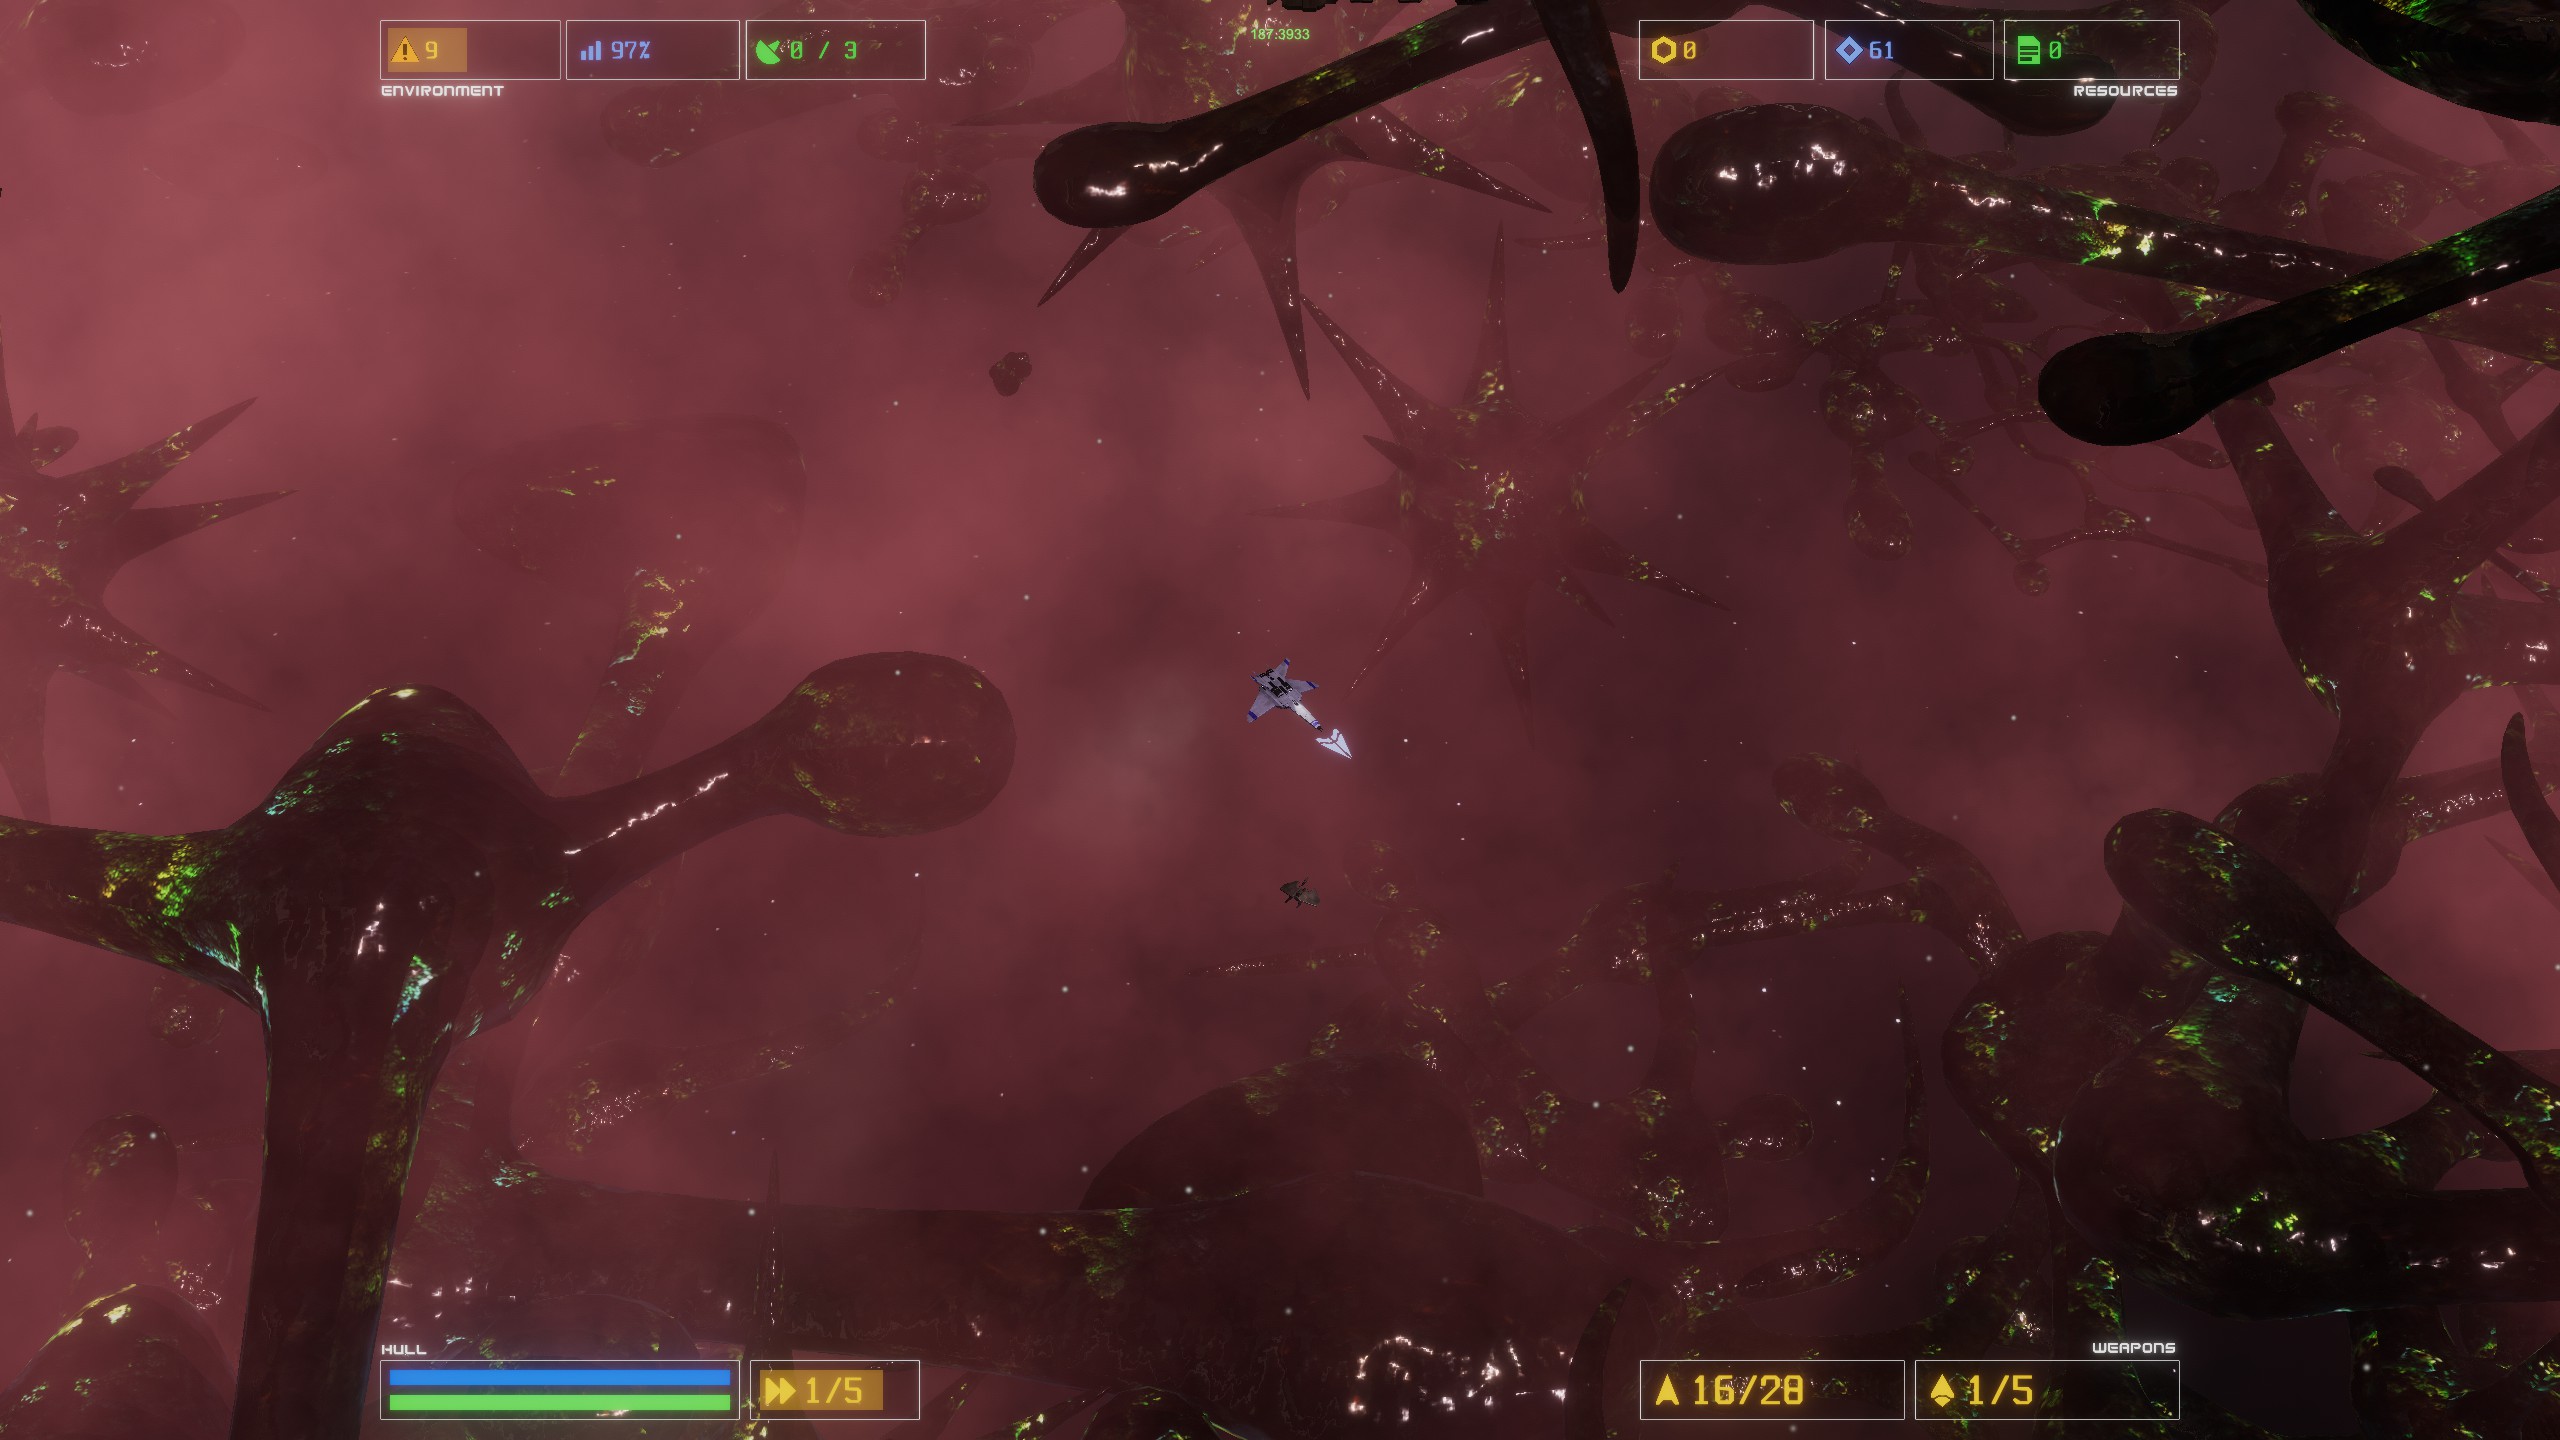 9
97%
0 / 3
187:3933
0
61
0
ENVIRONMENT
RESOURCES
HULL
WEAPONS
1/5
16/28
1/5